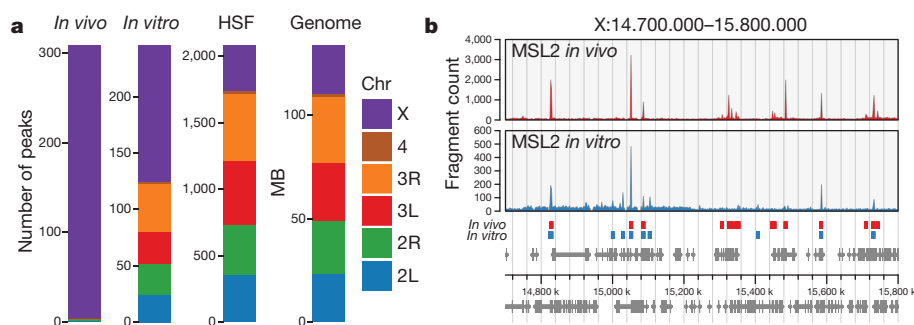 a
In vivo
In vitro
HSF
Genome
Number of peaks
300
200
100
0
200
150
100
50
0
2,000
1,500
1,000
500
0
MB
100
50
0
Chr
X
4
3R
3L
2R
2L
b
X:14.700.000–15.800.000
Fragment count
MSL2 in vivo
4,000
3,000
2,000
1,000
0
MSL2 in vitro
600
500
400
300
200
100
0
In vivo
In vitro
14,800 k
15,000 k
15,200 k
15,400 k
15,600 k
15,800 k